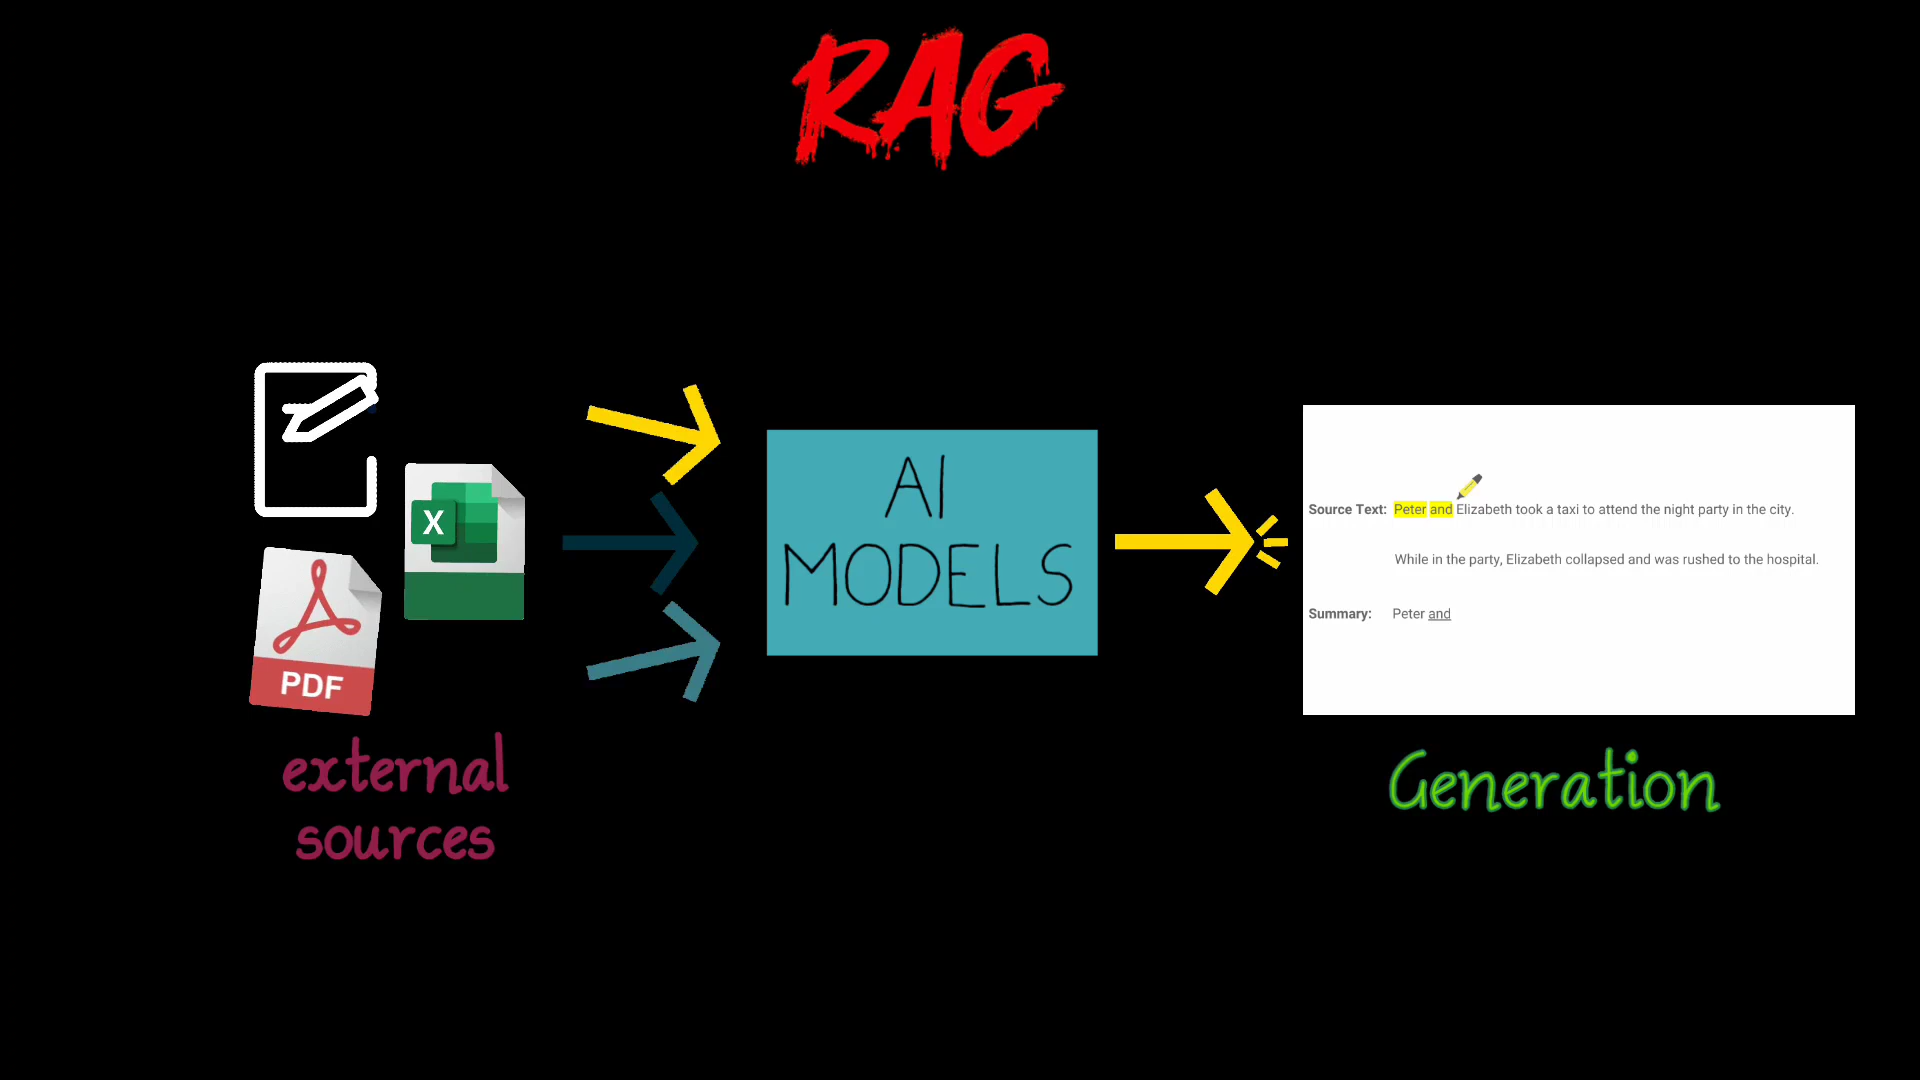 RAG
X
PDF
external
sources
AI
MODELS
Source Text: Peter and Elizabeth took a taxi to attend the night party in the city.
While in the party, Elizabeth collapsed and was rushed to the hospital.
Summary: Peter and
Generation